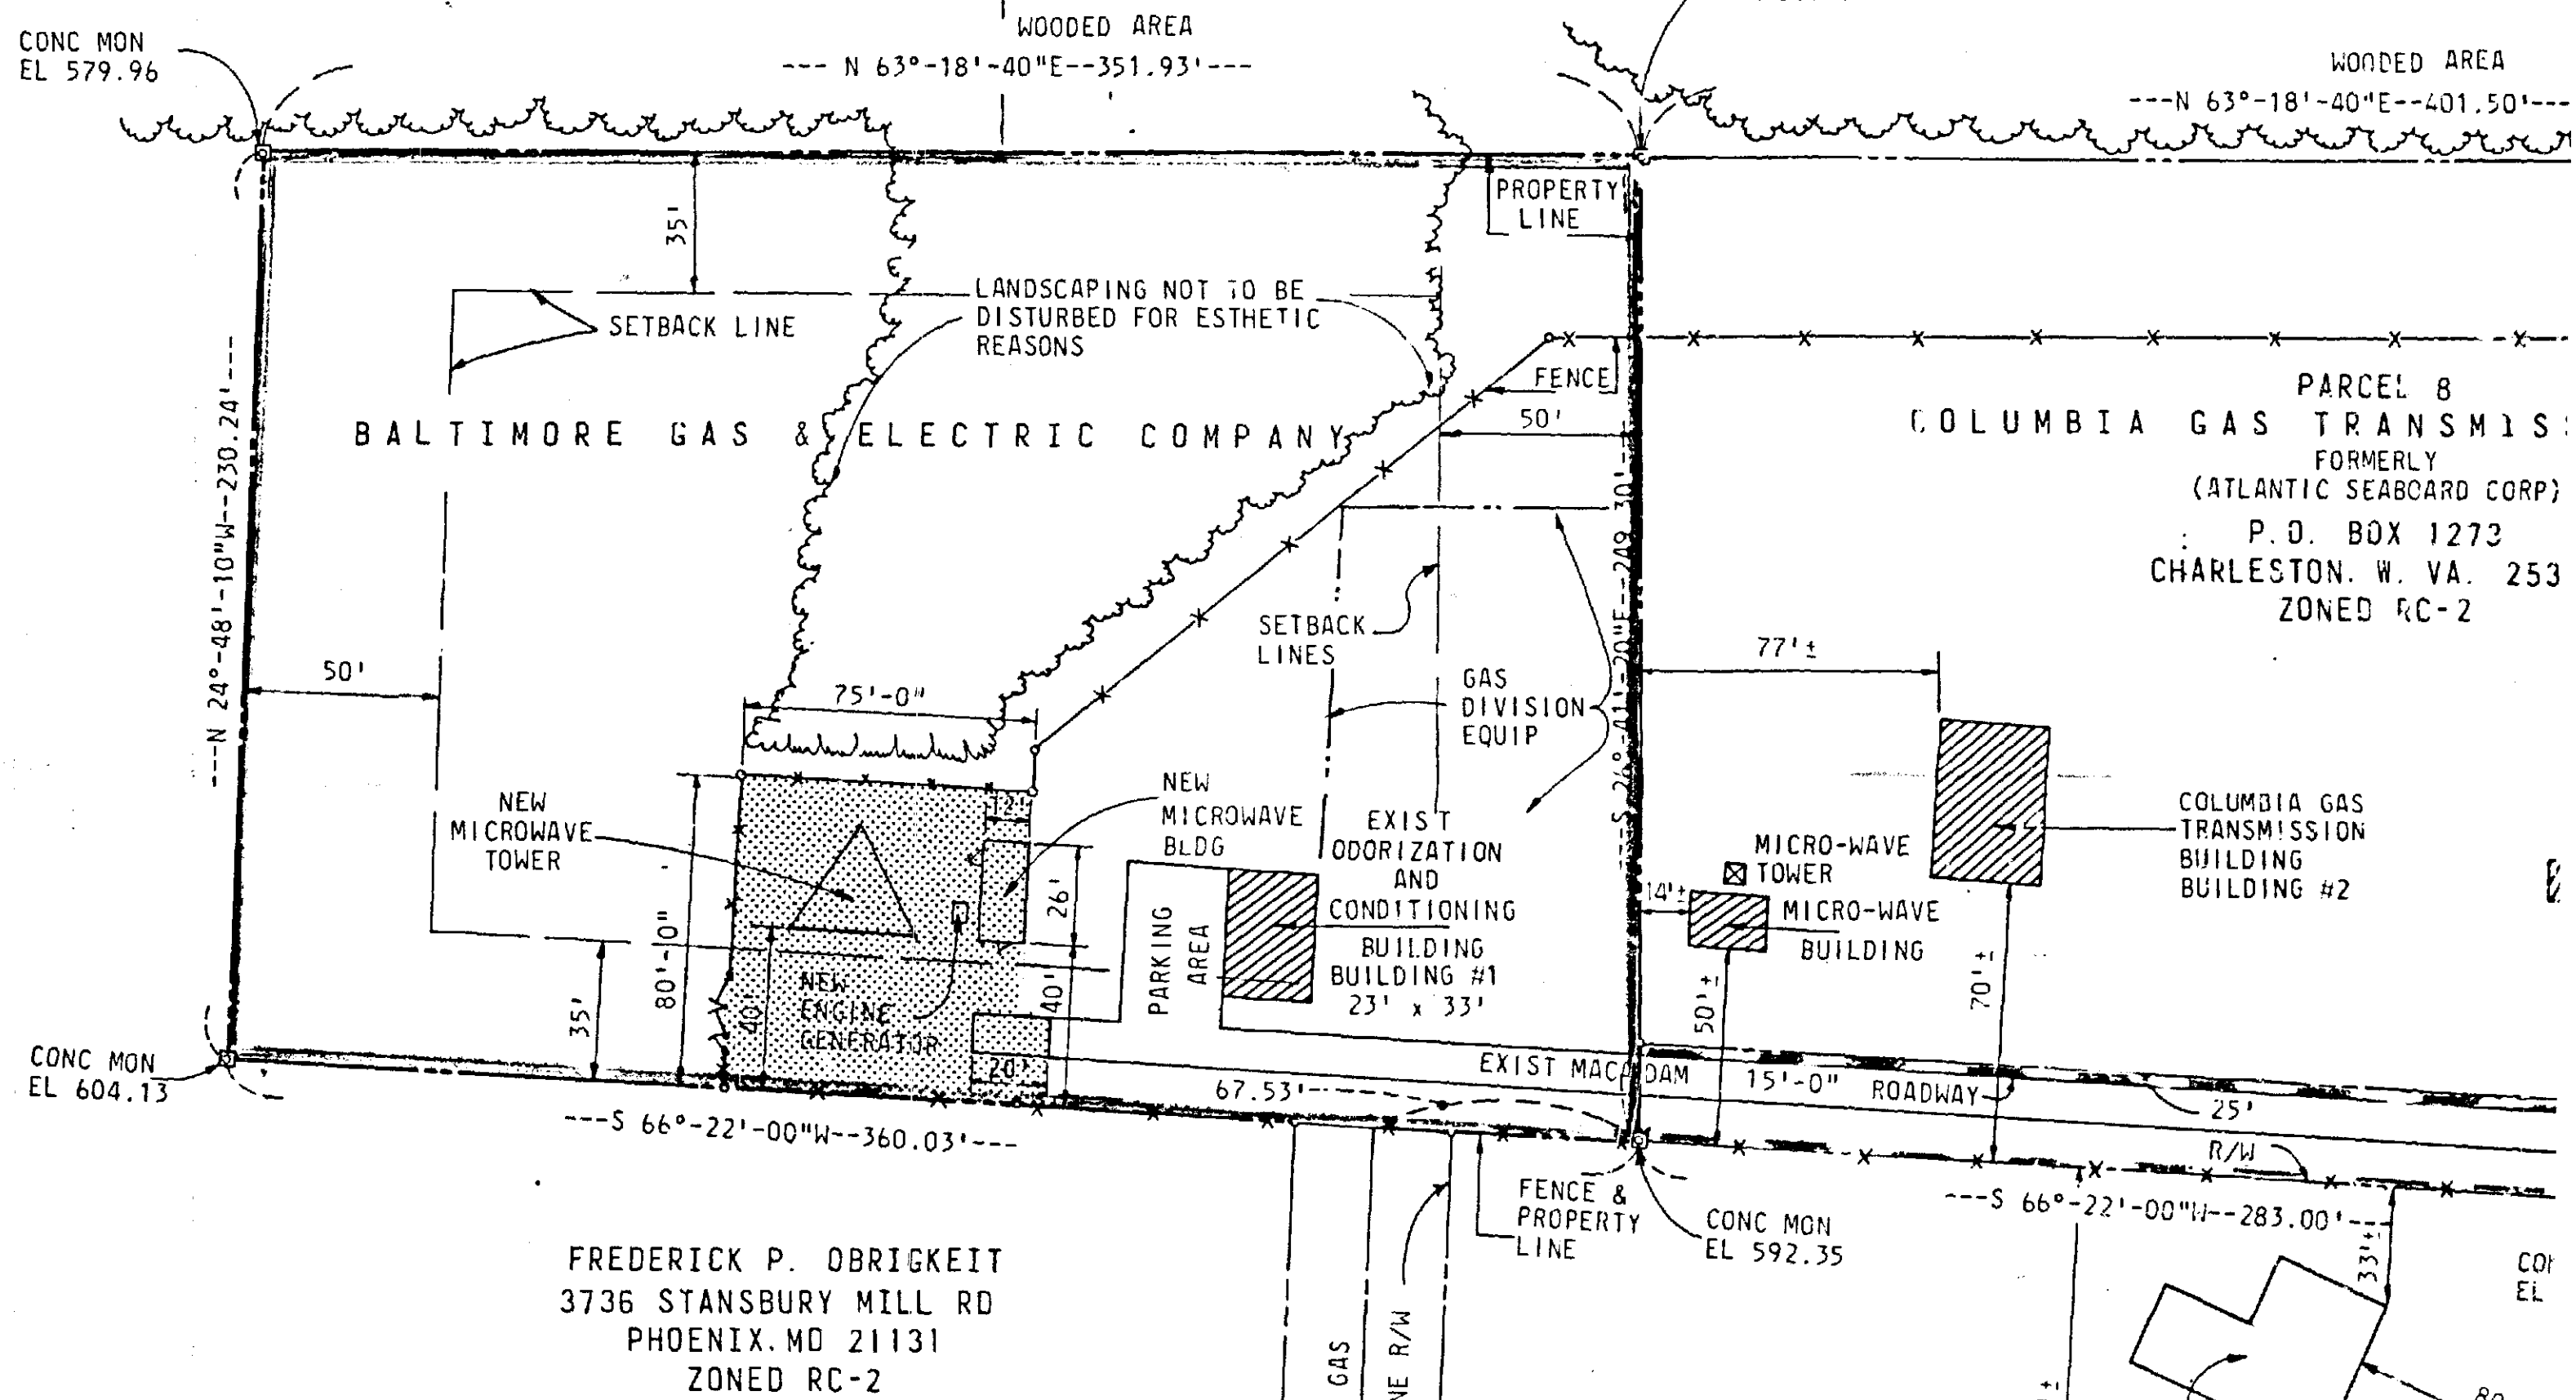 CONC MON
EL 579.96
WOODED AREA
--- N 63°-18'-40"E--351.93'---
WOODED AREA
---N 63°-18'-40"E--401.50'---
PROPERTY
LINE
35'
SETBACK LINE
LANDSCAPING NOT TO BE
DISTURBED FOR ESTHETIC
REASONS
FENCE
50'
BALTIMORE GAS & ELECTRIC COMPANY
PARCEL 8
COLUMBIA GAS TRANSMIS
FORMERLY
(ATLANTIC SEABOARD CORP)
P.O. BOX 1273
CHARLESTON. W. VA. 253
ZONED RC-2
---N 24°-48'-10"W--230.24'---
50'
75'-0"
SETBACK
LINES
GAS
DIVISION
EQUIP
---S 26°-41'-20"E--249.30'---
77'±
NEW
MICROWAVE
TOWER
12'
NEW
MICROWAVE
BLDG
26'
EXIST
ODORIZATION
AND
CONDITIONING
BUILDING
BUILDING #1
23' x 33'
PARKING
AREA
MICRO-WAVE
TOWER
14'±
MICRO-WAVE
BUILDING
COLUMBIA GAS
TRANSMISSION
BUILDING
BUILDING #2
80'-0"
35'
40'
NEW
ENGINE
GENERATOR
40'
20'
50'±
70'±
CONC MON
EL 604.13
EXIST MACADAM
15'-0"
ROADWAY
67.53'
25'
R/W
---S 66°-22'-00"W--360.03'---
---S 66°-22'-00"W--283.00'---
FENCE &
PROPERTY
LINE
CONC MON
EL 592.35
33'±
FREDERICK P. OBRIGKEIT
3736 STANSBURY MILL RD
PHOENIX. MD 21131
ZONED RC-2
GAS
NE R/W
EL